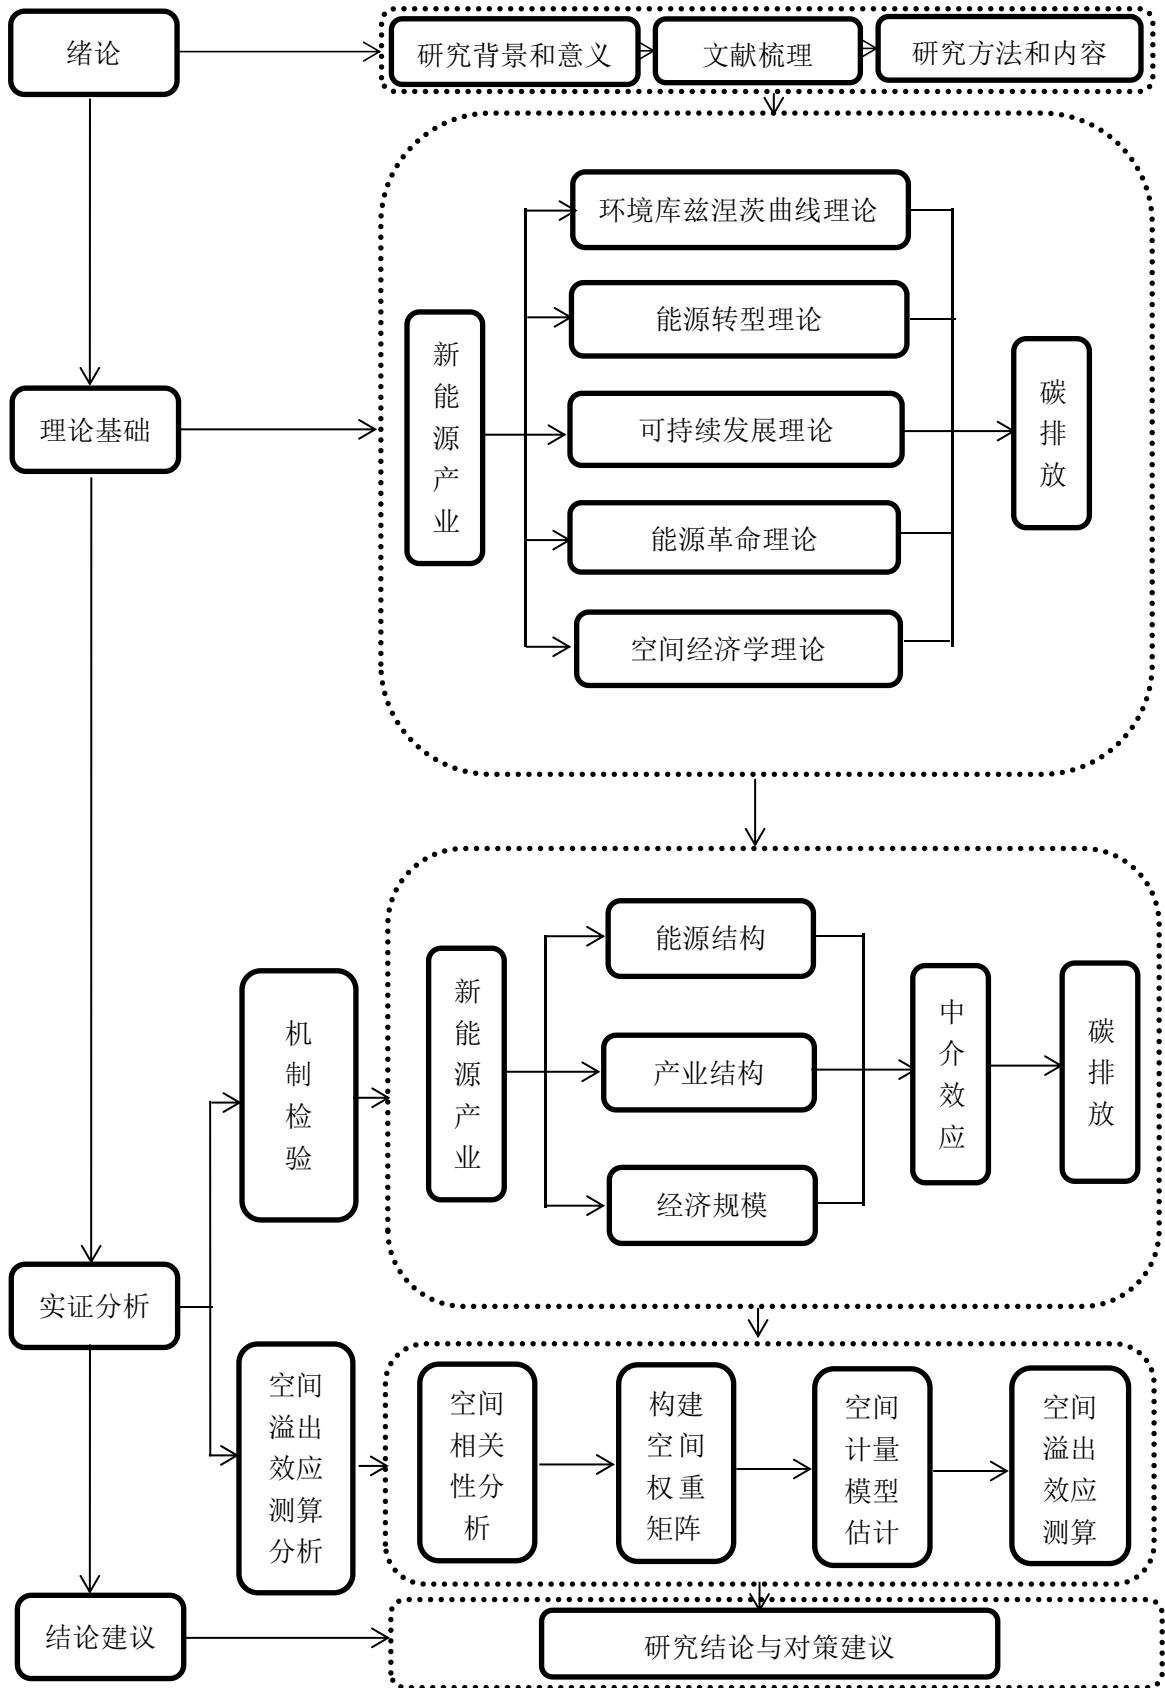 绪论
研究背景和意义
文献梳理
研究方法和内容
环境库兹涅茨曲线理论
能源转型理论
新
能
源
产
业
可持续发展理论
碳
排
放
理论基础
能源革命理论
空间经济学理论
机
制
检
验
新
能
源
产
业
能源结构
产业结构
经济规模
中
介
效
应
碳
排
放
实证分析
空间
溢出
效应
测算
分析
空间
相关
性分
析
构建
空间
权重
矩阵
空间
计量
模型
估计
空间
溢出
效应
测算
结论建议
研究结论与对策建议